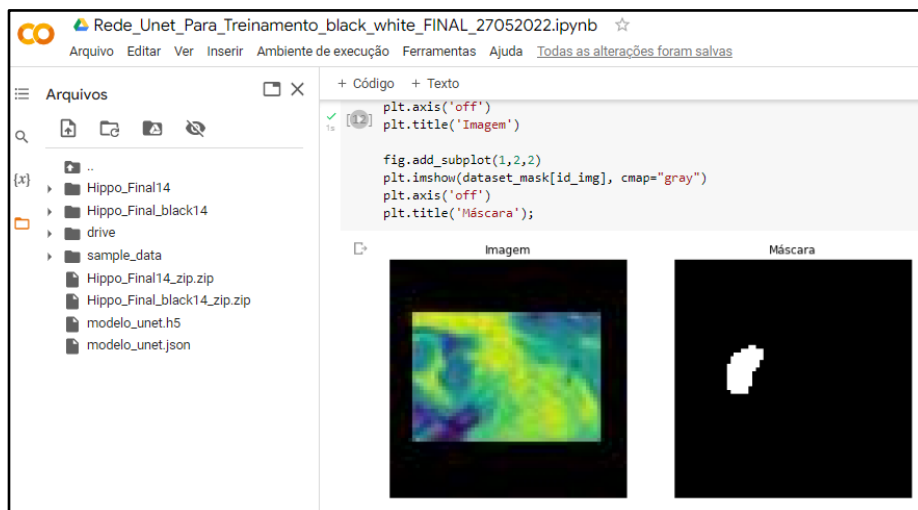 Rede_Unet_Para_Treinamento_black_white_FINAL_27052022.ipynb
Arquivo Editar Ver Inserir Ambiente de execução Ferramentas Ajuda Todas as alterações foram salvas
Arquivos
{x}
..
Hippo_Final14
Hippo_Final_black14
drive
sample_data
Hippo_Final14_zip.zip
Hippo_Final_black14_zip.zip
modelo_unet.h5
modelo_unet.json
+ Código + Texto
1s
[12]
plt.axis('off')
plt.title('Imagem')
fig.add_subplot(1,2,2)
plt.imshow(dataset_mask[id_img], cmap="gray")
plt.axis('off')
plt.title('Máscara');
Imagem Máscara